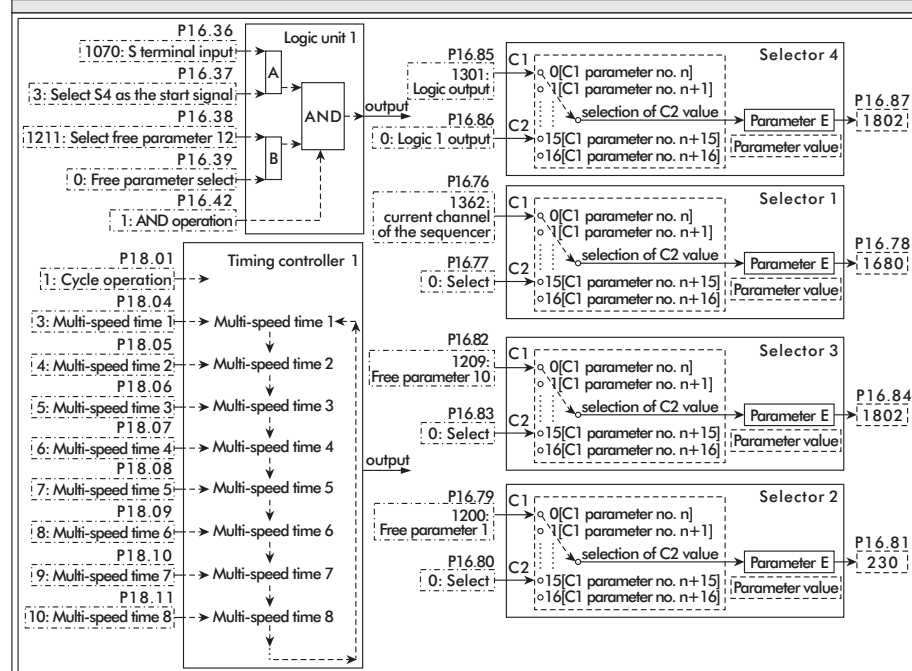 P16.36
1070: S terminal input
P16.37
3: Select S4 as the start signal
P16.38
1211: Select free parameter 12
P16.39
0: Free parameter select
P16.42
1: AND operation
Logic unit 1
A
B
AND
output
P18.01
1: Cycle operation
P18.04
3: Multi-speed time 1
P18.05
4: Multi-speed time 2
P18.06
5: Multi-speed time 3
P18.07
6: Multi-speed time 4
P18.08
7: Multi-speed time 5
P18.09
8: Multi-speed time 6
P18.10
9: Multi-speed time 7
P18.11
10: Multi-speed time 8
Timing controller 1
Multi-speed time 1
Multi-speed time 2
Multi-speed time 3
Multi-speed time 4
Multi-speed time 5
Multi-speed time 6
Multi-speed time 7
Multi-speed time 8
output
P16.85
1301:
Logic output
P16.86
0: Logic 1 output
C1
C2
Selector 4
0[C1 parameter no. n]
1[C1 parameter no. n+1]
selection of C2 value
15[C1 parameter no. n+15]
16[C1 parameter no. n+16]
Parameter E
Parameter value
P16.87
1802
P16.76
1362:
current channel
of the sequencer
P16.77
0: Select
C1
C2
Selector 1
0[C1 parameter no. n]
1[C1 parameter no. n+1]
selection of C2 value
15[C1 parameter no. n+15]
16[C1 parameter no. n+16]
Parameter E
Parameter value
P16.78
1680
P16.82
1209:
Free parameter 10
P16.83
0: Select
C1
C2
Selector 3
0[C1 parameter no. n]
1[C1 parameter no. n+1]
selection of C2 value
15[C1 parameter no. n+15]
16[C1 parameter no. n+16]
Parameter E
Parameter value
P16.84
1802
P16.79
1200:
Free parameter 1
P16.80
0: Select
C1
C2
Selector 2
0[C1 parameter no. n]
1[C1 parameter no. n+1]
selection of C2 value
15[C1 parameter no. n+15]
16[C1 parameter no. n+16]
Parameter E
Parameter value
P16.81
230